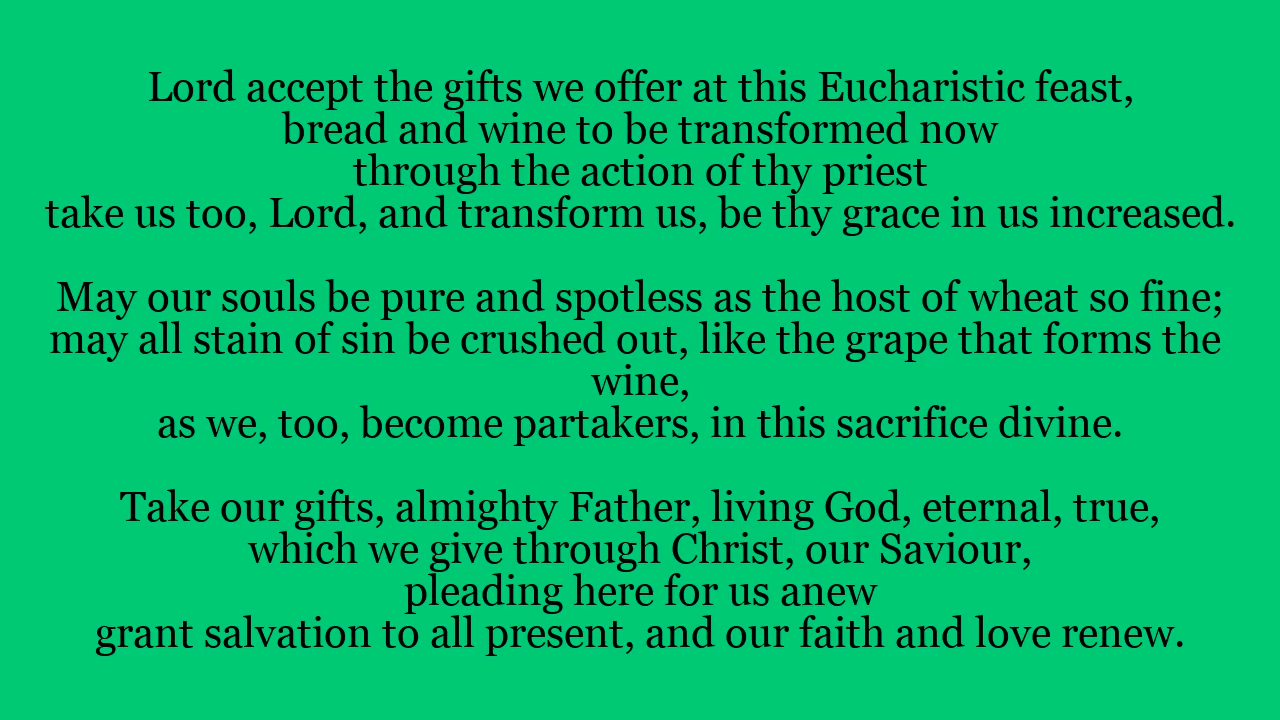 Lord accept the gifts we offer at this Eucharistic feast,
bread and wine to be transformed now
through the action of thy priest
take us too, Lord, and transform us, be thy grace in us increased.
May our souls be pure and spotless as the host of wheat so fine;
may all stain of sin be crushed out, like the grape that forms the
wine,
as we, too, become partakers, in this sacrifice divine.
Take our gifts, almighty Father, living God, eternal, true,
which we give through Christ, our Saviour,
pleading here for us anew
grant salvation to all present, and our faith and love renew.